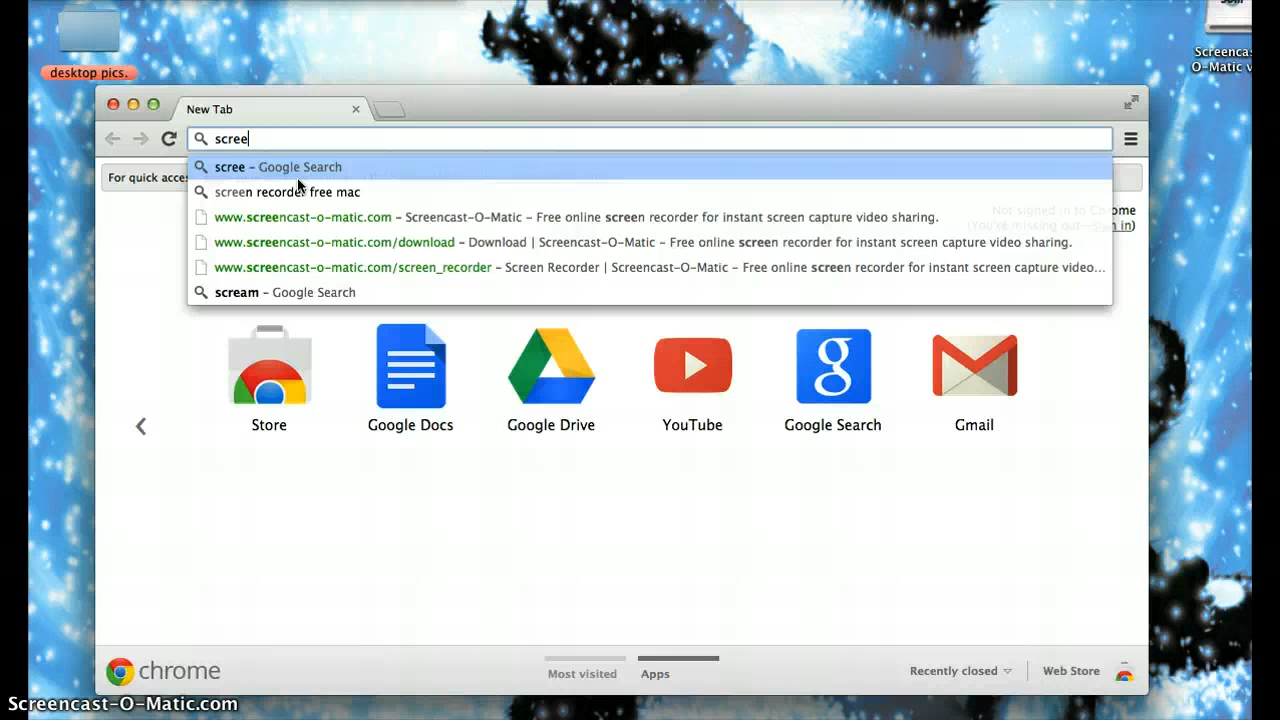 Screencast-
O-Matic v
desktop pics.
New Tab
scree
scree – Google Search
screen recorder free mac
www.screencast-o-matic.com – Screencast-O-Matic – Free online screen recorder for instant screen capture video sharing.
www.screencast-o-matic.com/download – Download | Screencast-O-Matic – Free online screen recorder for instant screen capture video sharing.
www.screencast-o-matic.com/screen_recorder – Screen Recorder | Screencast-O-Matic – Free online screen recorder for instant screen capture video...
scream – Google Search
For quick acces
Not signed in to Chrome
(You're missing out—sign in)
Store
Google Docs
Google Drive
YouTube
Google Search
Gmail
chrome
Most visited
Apps
Recently closed
Web Store
Screencast-O-Matic.com